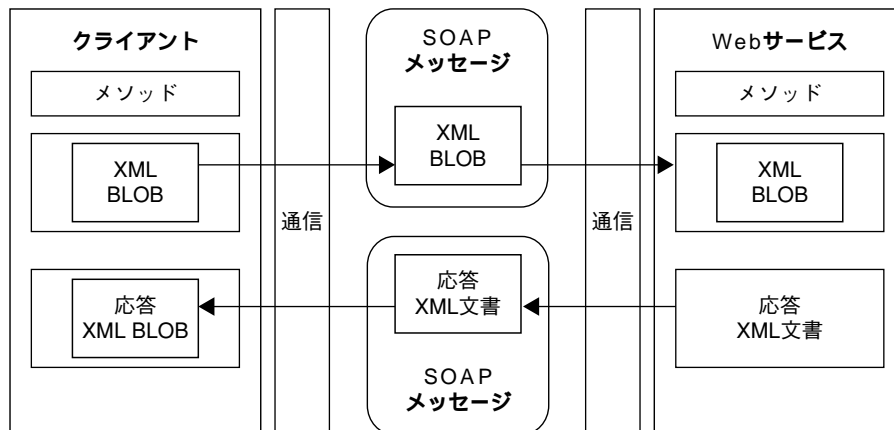 クライアント
メソッド
XML
BLOB
応答
XML BLOB
通信
SOAP
メッセージ
XML
BLOB
応答
XML文書
SOAP
メッセージ
通信
Webサービス
メソッド
XML
BLOB
応答
XML文書